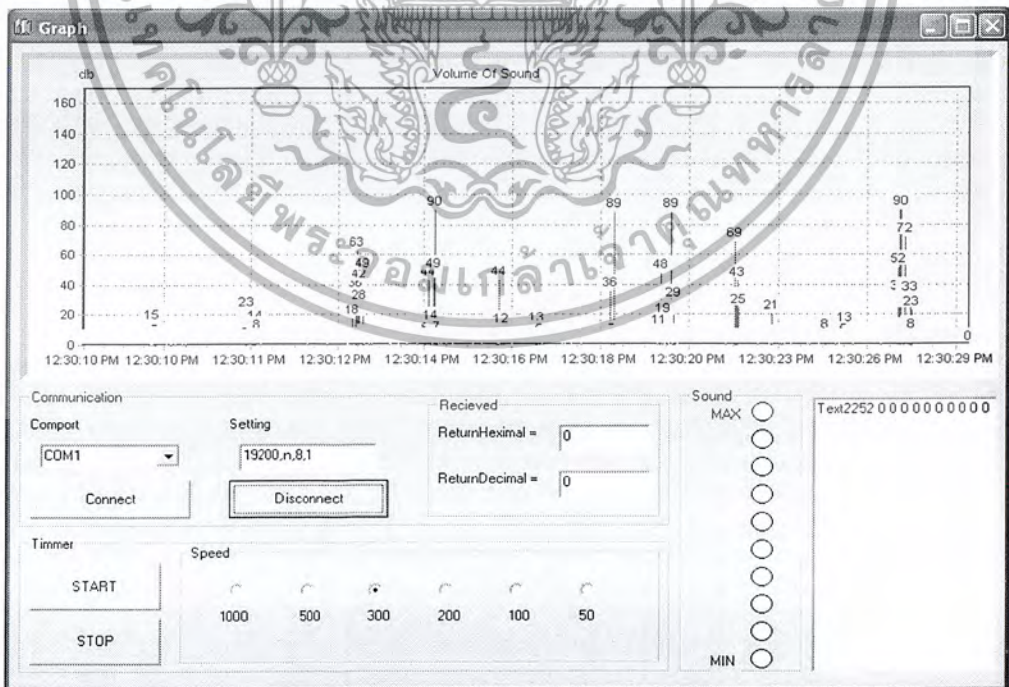 Graph
db
Volume Of Sound
160
140
120
100
80
60
40
20
0
15
23
14
8
63
49
42
36
28
18
90
49
44
14
44
12
13
89
36
89
48
29
19
11
69
43
25
21
8
13
90
72
52
33
23
8
0
12:30:10 PM 12:30:10 PM 12:30:11 PM 12:30:12 PM 12:30:14 PM 12:30:16 PM 12:30:18 PM 12:30:20 PM 12:30:23 PM 12:30:26 PM 12:30:29 PM
Communication
Comport
COM1
Connect
Setting
19200,n,8,1
Disconnect
Recieved
ReturnHeximal =
0
ReturnDecimal =
0
Timmer
START
STOP
Speed
1000 500 300 200 100 50
Sound
MAX
MIN
Text2252 0 0 0 0 0 0 0 0 0 0